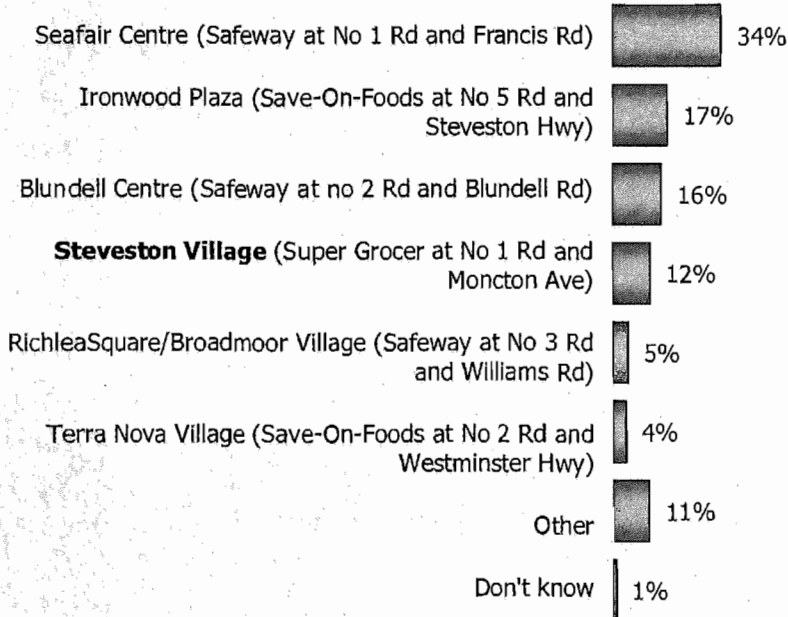 Seafair Centre (Safeway at No 1 Rd and Francis Rd) 34%
Ironwood Plaza (Save-On-Foods at No 5 Rd and
Steveston Hwy) 17%
Blundell Centre (Safeway at no 2 Rd and Blundell Rd) 16%
Steveston Village (Super Grocer at No 1 Rd and
Moncton Ave) 12%
RichleaSquare/Broadmoor Village (Safeway at No 3 Rd
and Williams Rd) 5%
Terra Nova Village (Save-On-Foods at No 2 Rd and
Westminster Hwy) 4%
Other 11%
Don't know 1%